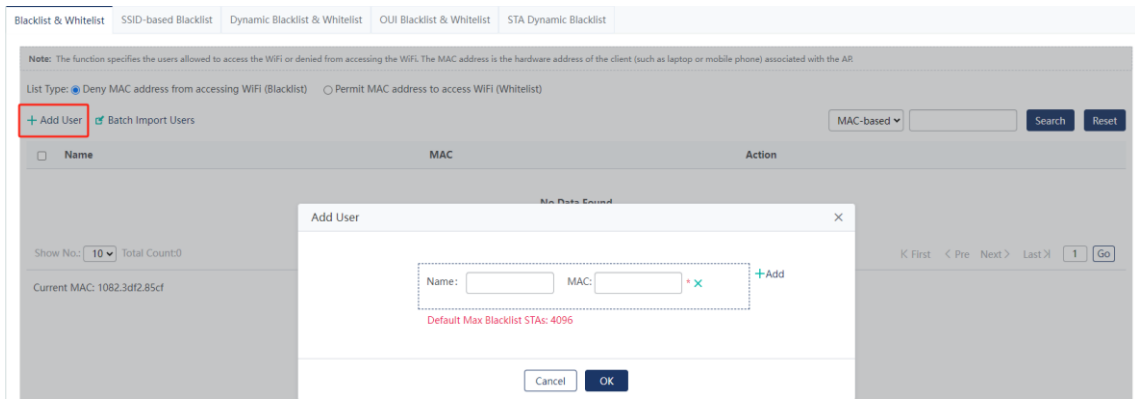 Blacklist & Whitelist SSID-based Blacklist Dynamic Blacklist & Whitelist OUI Blacklist & Whitelist STA Dynamic Blacklist
Note: The function specifies the users allowed to access the WiFi or denied from accessing the WiFi. The MAC address is the hardware address of the client (such as laptop or mobile phone) associated with the AP.
List Type: Deny MAC address from accessing WiFi (Blacklist) Permit MAC address to access WiFi (Whitelist)
+ Add User Batch Import Users MAC-based Search Reset
Name MAC Action
No Data Found
Add User
Show No.: 10 Total Count:0 First Pre Next Last 1 Go
Name: MAC: * +Add
Current MAC: 1082.3df2.85cf
Default Max Blacklist STAs: 4096
Cancel OK